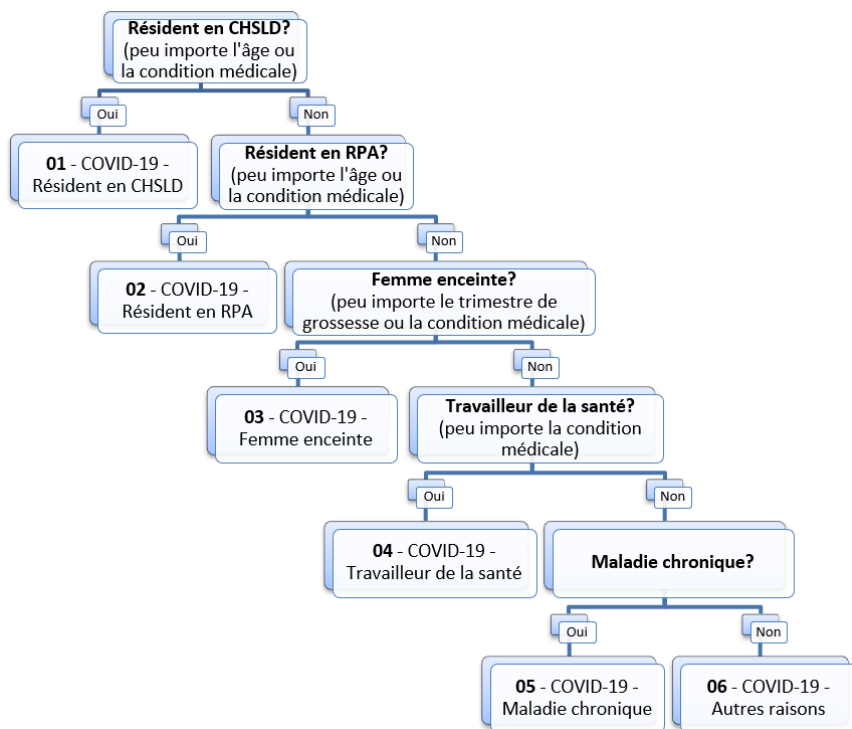 Résident en CHSLD?
(peu importe l'âge ou
la condition médicale)
Oui
Non
01 - COVID-19 -
Résident en CHSLD
Résident en RPA?
(peu importe l'âge ou
la condition médicale)
Oui
Non
02 - COVID-19 -
Résident en RPA
Femme enceinte?
(peu importe le trimestre de
grossesse ou la condition médicale)
Oui
Non
03 - COVID-19 -
Femme enceinte
Travailleur de la santé?
(peu importe la condition
médicale)
Oui
Non
04 - COVID-19 -
Travailleur de la santé
Maladie chronique?
Oui
Non
05 - COVID-19 -
Maladie chronique
06 - COVID-19 -
Autres raisons